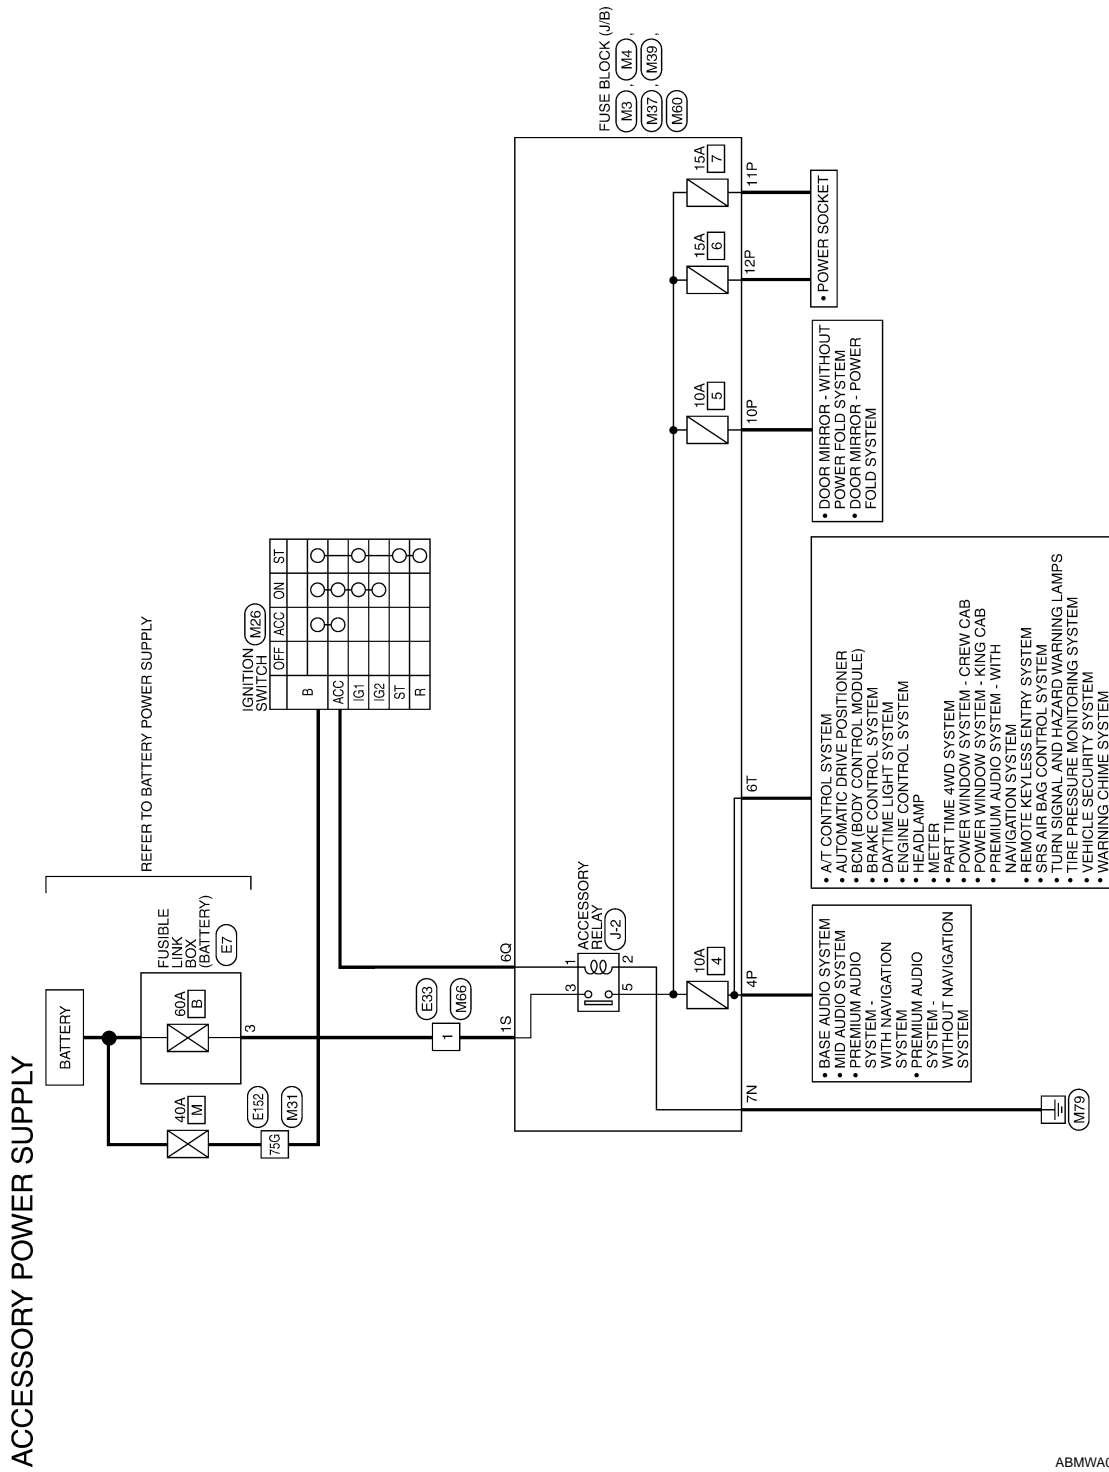 ACCESSORY POWER SUPPLY
BATTERY
REFER TO BATTERY POWER SUPPLY
40A
M
60A
B
FUSIBLE
LINK
BOX
(BATTERY)
E7
3
75G
E152
M31
IGNITION
SWITCH
M26
OFF
ACC
ON
ST
B
ACC
IG1
IG2
ST
R
1
E33
M66
1S
6Q
FUSE BLOCK (J/B)
M3 , M4 ,
M37 , M39 ,
M60
ACCESSORY
RELAY
J-2
3
1
5
2
10A
4
10A
5
15A
6
15A
7
7N
4P
6T
10P
12P
11P
M79
• BASE AUDIO SYSTEM
• MID AUDIO SYSTEM
• PREMIUM AUDIO
SYSTEM -
WITH NAVIGATION
SYSTEM
• PREMIUM AUDIO
SYSTEM -
WITHOUT NAVIGATION
SYSTEM
• A/T CONTROL SYSTEM
• AUTOMATIC DRIVE POSITIONER
• BCM (BODY CONTROL MODULE)
• BRAKE CONTROL SYSTEM
• DAYTIME LIGHT SYSTEM
• ENGINE CONTROL SYSTEM
• HEADLAMP
• METER
• PART TIME 4WD SYSTEM
• POWER WINDOW SYSTEM - CREW CAB
• POWER WINDOW SYSTEM - KING CAB
• PREMIUM AUDIO SYSTEM - WITH
NAVIGATION SYSTEM
• REMOTE KEYLESS ENTRY SYSTEM
• SRS AIR BAG CONTROL SYSTEM
• TURN SIGNAL AND HAZARD WARNING LAMPS
• TIRE PRESSURE MONITORING SYSTEM
• VEHICLE SECURITY SYSTEM
• WARNING CHIME SYSTEM
• DOOR MIRROR - WITHOUT
POWER FOLD SYSTEM
• DOOR MIRROR - POWER
FOLD SYSTEM
• POWER SOCKET